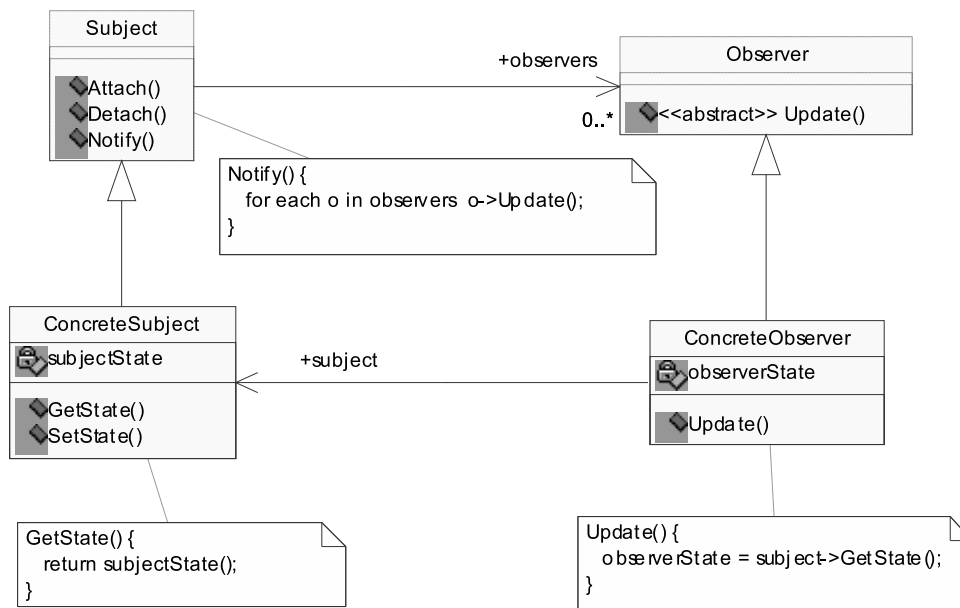 Subject
Attach()
Detach()
Notify()
+observers
0..*
Observer
<<abstract>> Update()
Notify() {
for each o in observers o->Update();
}
ConcreteSubject
subjectState
GetState()
SetState()
+subject
ConcreteObserver
observerState
Update()
GetState() {
return subjectState();
}
Update() {
observerState = subject->GetState();
}